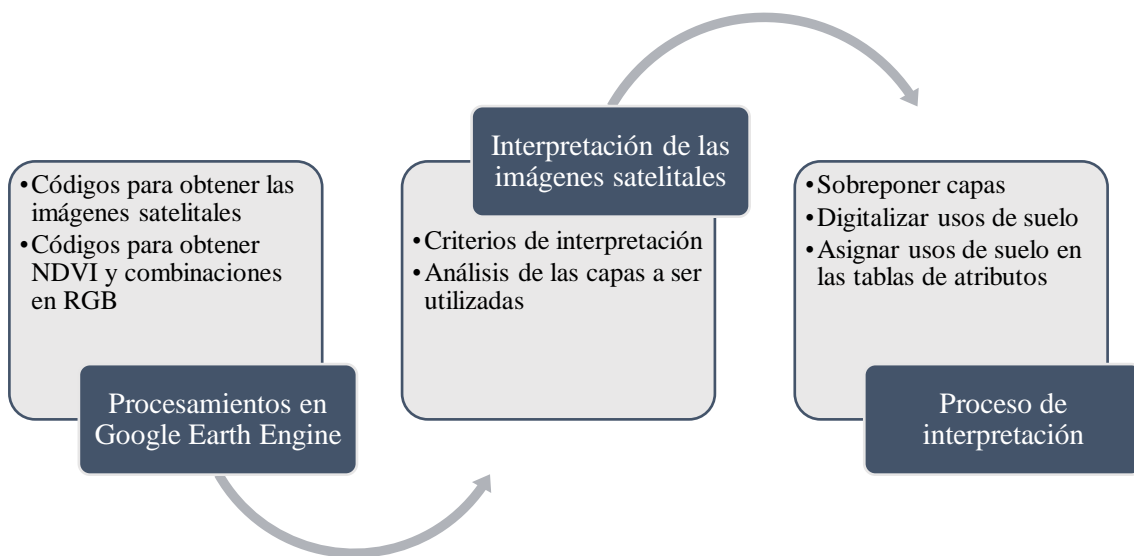 •Códigos para obtener las
imágenes satelitales
•Códigos para obtener
NDVI y combinaciones
en RGB
Procesamientos en
Google Earth Engine
Interpretación de las
imágenes satelitales
•Criterios de interpretación
•Análisis de las capas a ser
utilizadas
•Sobreponer capas
•Digitalizar usos de suelo
•Asignar usos de suelo en
las tablas de atributos
Proceso de
interpretación